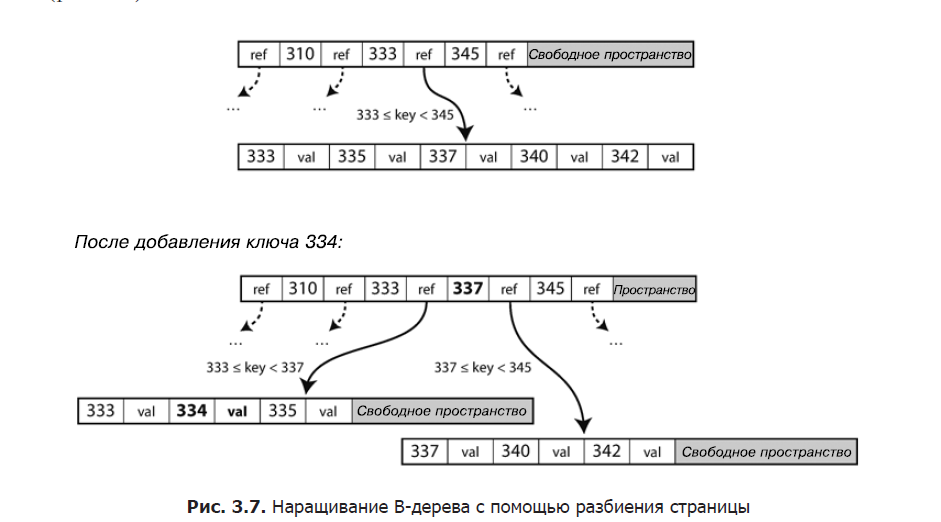 ref 310 ref 333 ref 345 ref Свободное пространство
... ... ...
333 ≤ key < 345
333 val 335 val 337 val 340 val 342 val
После добавления ключа 334:
ref 310 ref 333 ref 337 ref 345 ref Пространство
... ... ...
333 ≤ key < 337 337 ≤ key < 345
333 val 334 val 335 val Свободное пространство
337 val 340 val 342 val Свободное пространство
Рис. 3.7. Наращивание B-дерева с помощью разбиения страницы